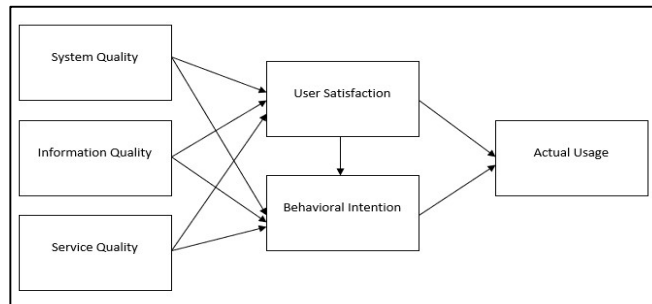 System Quality
User Satisfaction
Information Quality
Actual Usage
Behavioral Intention
Service Quality